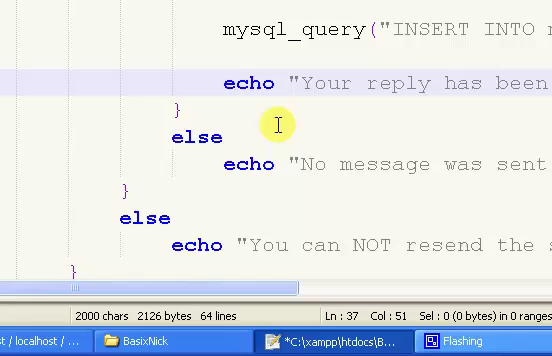 mysql_query("INSERT INTO
echo "Your reply has been
}
else
echo "No message was sent
}
else
echo "You can NOT resend the s
}
2000 chars 2126 bytes 64 lines Ln : 37 Col : 51 Sel : 0 (0 bytes) in 0 ranges
st / localhost / ... BasixNick *C:\xampp\htdocs\B... Flashing